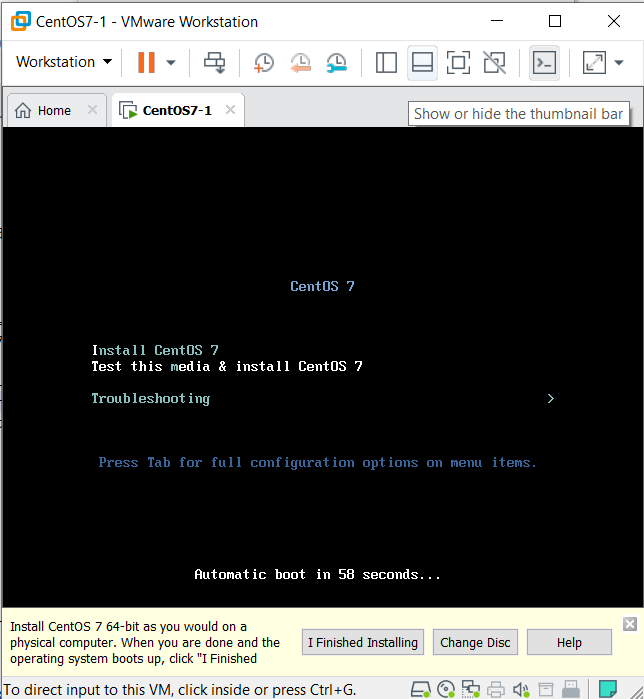 CentOS7-1 - VMware Workstation
Workstation
Home
CentOS7-1
Show or hide the thumbnail bar
CentOS 7
Install CentOS 7
Test this media & install CentOS 7
Troubleshooting >
Press Tab for full configuration options on menu items.
Automatic boot in 58 seconds...
Install CentOS 7 64-bit as you would on a
physical computer. When you are done and the
operating system boots up, click "I Finished
I Finished Installing
Change Disc
Help
To direct input to this VM, click inside or press Ctrl+G.